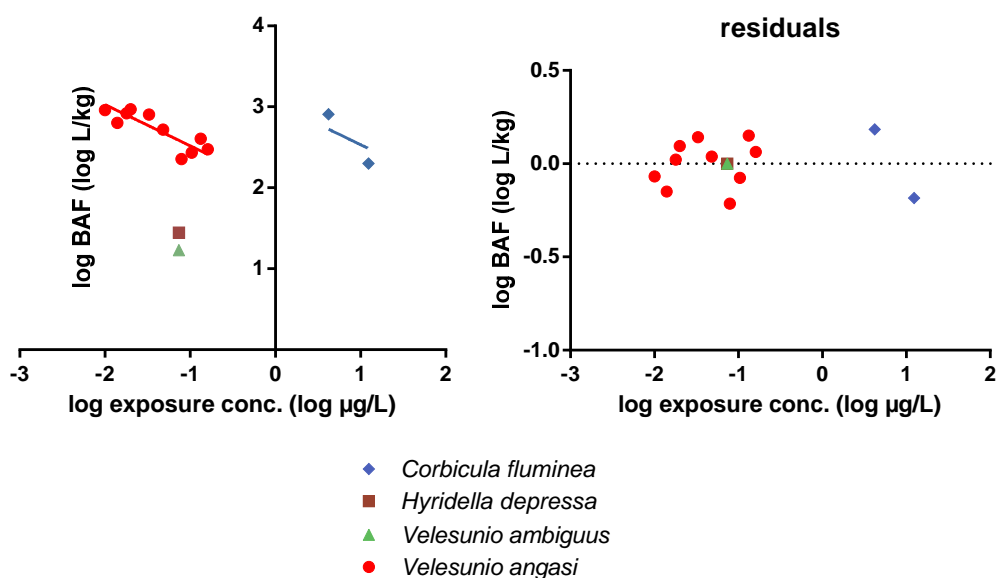 residuals
4
3
2
1
log BAF (log L/kg)
-3 -2 -1 0 1 2
log exposure conc. (log µg/L)
0.5
0.0
-0.5
-1.0
log BAF (log L/kg)
-3 -2 -1 0 1 2
log exposure conc. (log µg/L)
Corbicula fluminea
Hyridella depressa
Velesunio ambiguus
Velesunio angasi